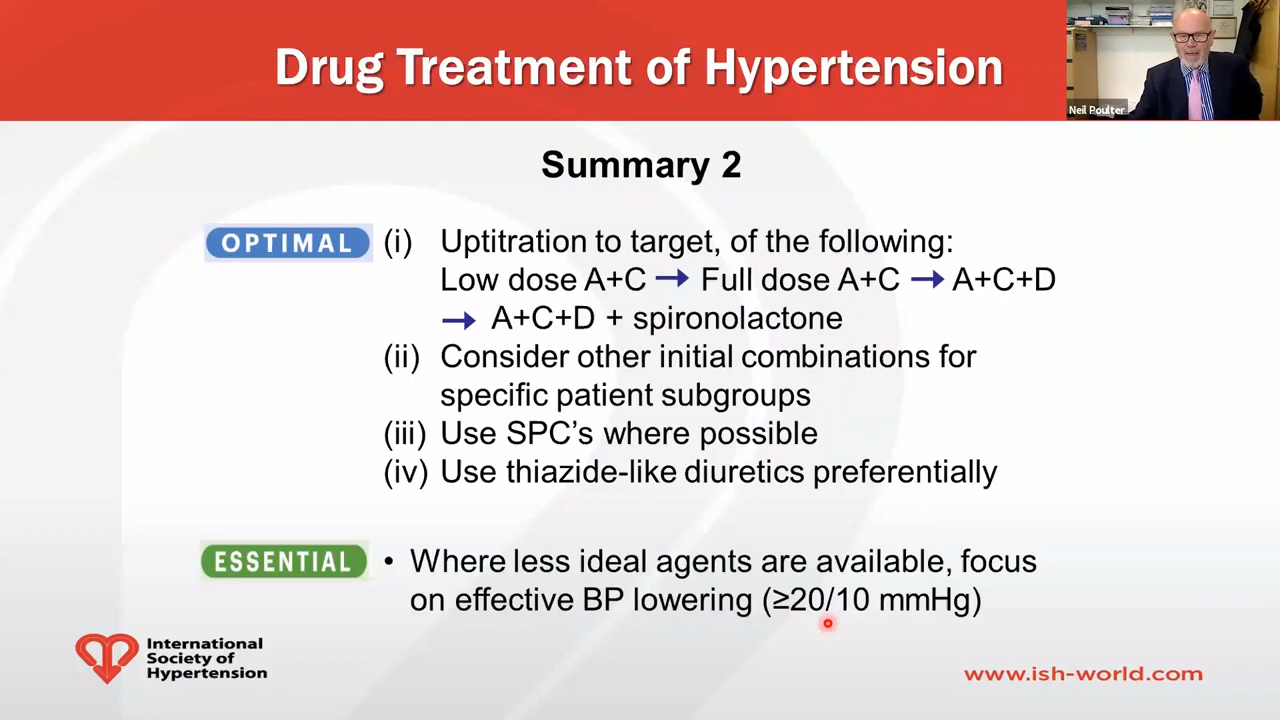 Drug Treatment of Hypertension
Neil Poulter
Summary 2
OPTIMAL (i) Uptitration to target, of the following:
Low dose A+C → Full dose A+C → A+C+D
→ A+C+D + spironolactone
(ii) Consider other initial combinations for
specific patient subgroups
(iii) Use SPC's where possible
(iv) Use thiazide-like diuretics preferentially
ESSENTIAL • Where less ideal agents are available, focus
on effective BP lowering (≥20/10 mmHg)
International
Society of
Hypertension
www.ish-world.com